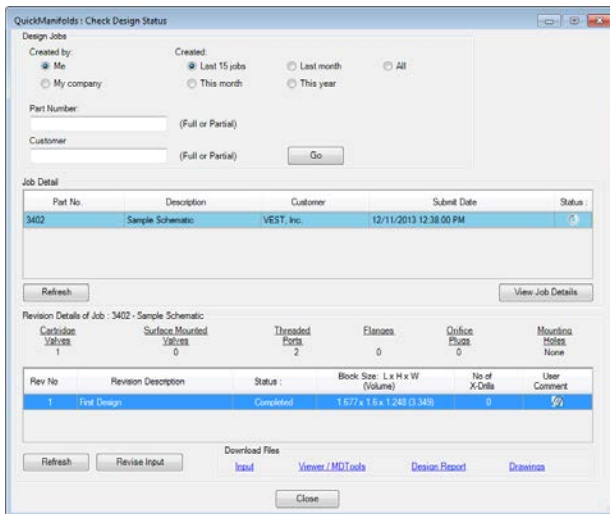 QuickManifolds : Check Design Status
Design Jobs
Created by:
Created:
Me
Last 15 jobs
Last month
All
My company
This month
This year
Part Number:
(Full or Partial)
Customer
(Full or Partial)
Go
Job Detail
Part No.
Description
Customer
Submit Date
Status :
3402
Sample Schematic
VEST, Inc.
12/11/2013 12:38:00 PM
Refresh
View Job Details
Revision Details of Job : 3402 - Sample Schematic
Cartridge Valves
Surface Mounted Valves
Threaded Ports
Flanges
Orifice Plugs
Mounting Holes
1
0
2
0
0
None
Rev No
Revision Description
Status :
Block Size: L x H x W (Volume)
No of X-Drills
User Comment
1
First Design
Completed
1.677 x 1.6 x 1.248 (3.349)
0
Refresh
Revise Input
Download Files
Input
Viewer / MDTools
Design Report
Drawings
Close